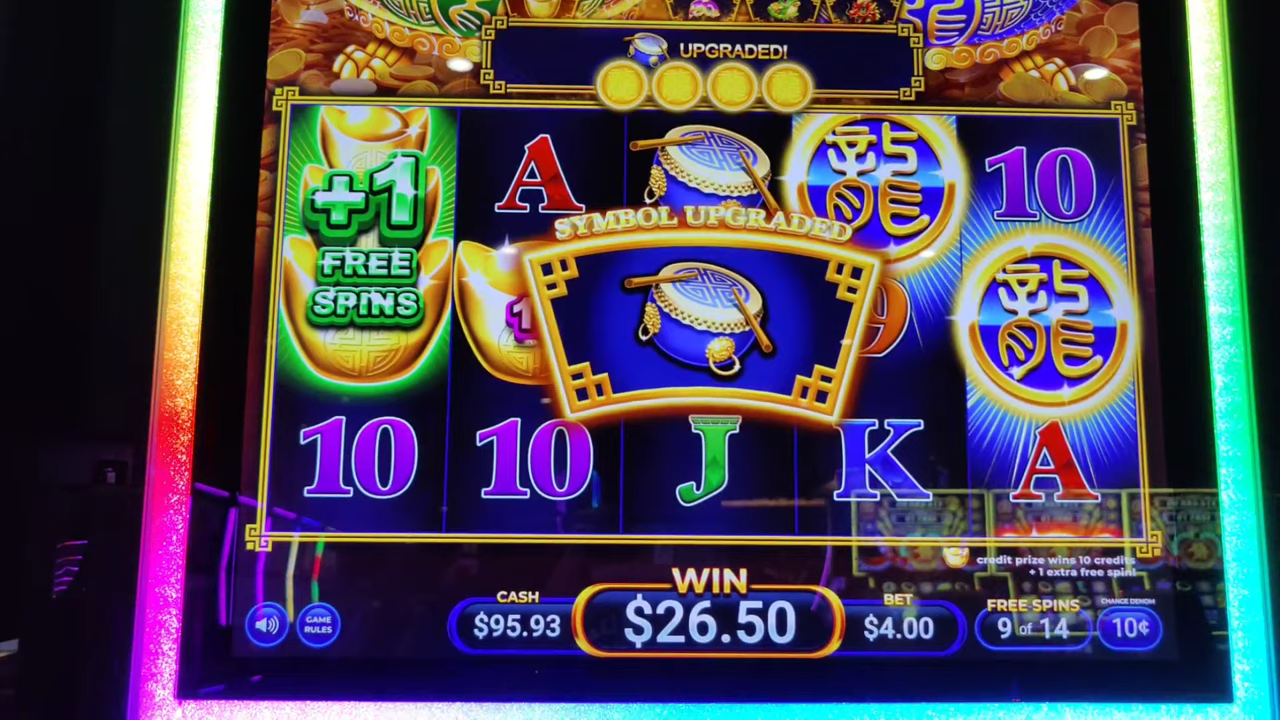 UPGRADED!
+1
FREE
SPINS
A
龍
10
SYMBOL UPGRADED
9
龍
10
10
J
K
A
credit prize wins 10 credits
+ 1 extra free spin!
WIN
$26.50
CASH
$95.93
BET
$4.00
FREE SPINS
9 of 14
CHANGE DENOM
10¢
GAME
RULES